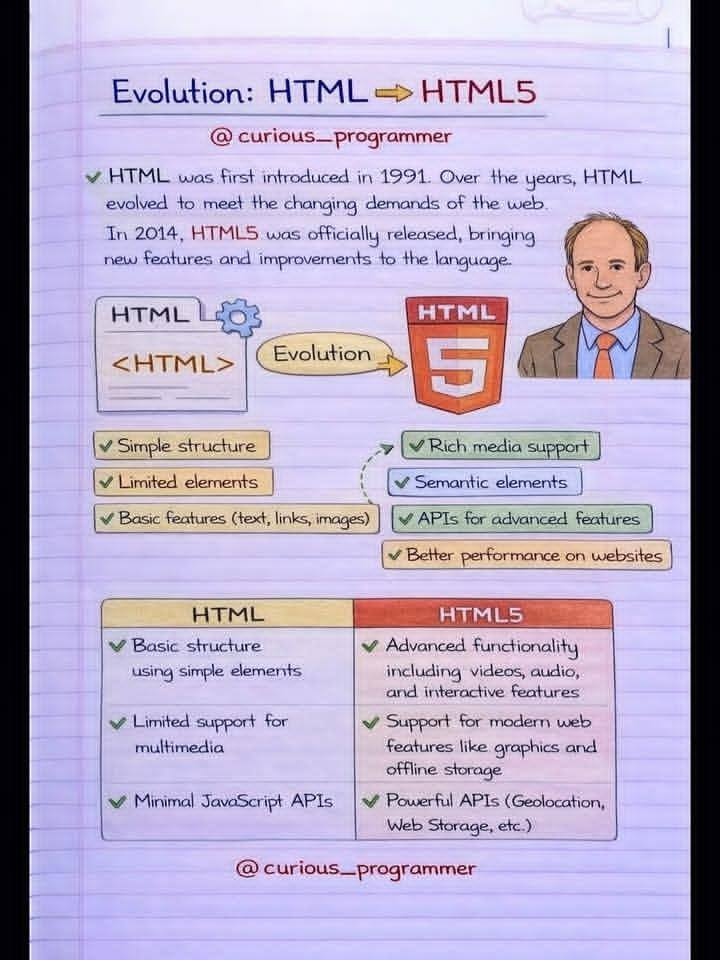 Evolution: HTML ➡ HTML5
@curious_programmer
✓ HTML was first introduced in 1991. Over the years, HTML
evolved to meet the changing demands of the web.
In 2014, HTML5 was officially released, bringing
new features and improvements to the language.
HTML
<HTML>
Evolution
HTML
5
✓ Simple structure
✓ Limited elements
✓ Basic features (text, links, images)
✓ Rich media support
✓ Semantic elements
✓ APIs for advanced features
✓ Better performance on websites
HTML
HTML5
✓ Basic structure
using simple elements
✓ Advanced functionality
including videos, audio,
and interactive features
✓ Limited support for
multimedia
✓ Support for modern web
features like graphics and
offline storage
✓ Minimal JavaScript APIs
✓ Powerful APIs (Geolocation,
Web Storage, etc.)
@curious_programmer